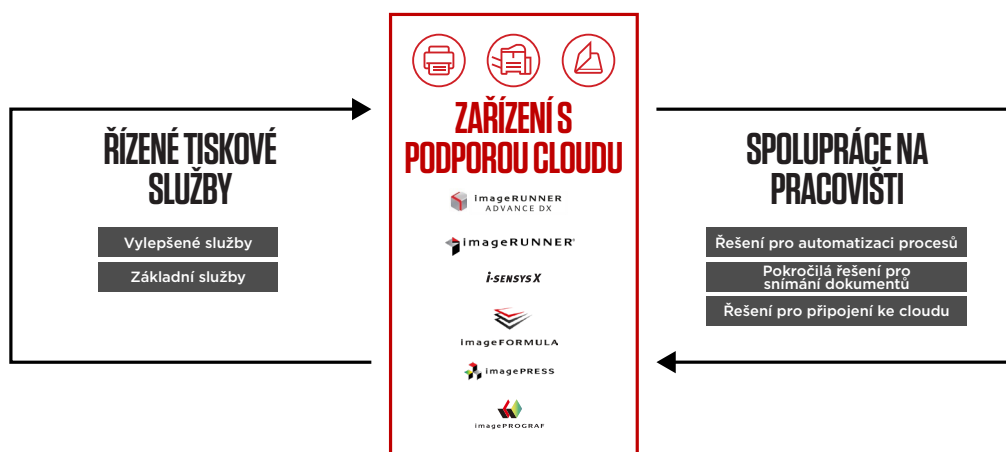 ŘÍZENÉ TISKOVÉ
SLUŽBY
Vylepšené služby
Základní služby
ZAŘÍZENÍ S
PODPOROU CLOUDU
imageRUNNER
ADVANCE DX
imageRUNNER®
i-SENSYS X
imageFORMULA
imagePRESS
imagePROGRAF
SPOLUPRÁCE NA
PRACOVIŠTI
Řešení pro automatizaci procesů
Pokročilá řešení pro
snímání dokumentů
Řešení pro připojení ke cloudu